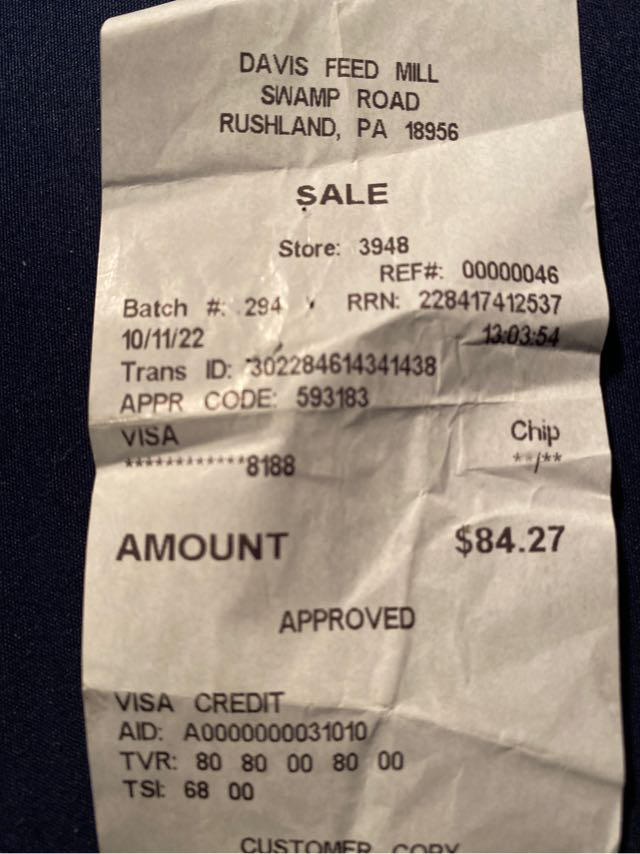 DAVIS FEED MILL
SWAMP ROAD
RUSHLAND, PA 18956
SALE
Store: 3948
REF#: 00000046
Batch #: 294 RRN: 228417412537
10/11/22 13:03:54
Trans ID: 302284614341438
APPR CODE: 593183
VISA Chip
************8188 **/**
AMOUNT $84.27
APPROVED
VISA CREDIT
AID: A0000000031010
TVR: 80 80 00 80 00
TSI: 68 00
CUSTOMER COPY